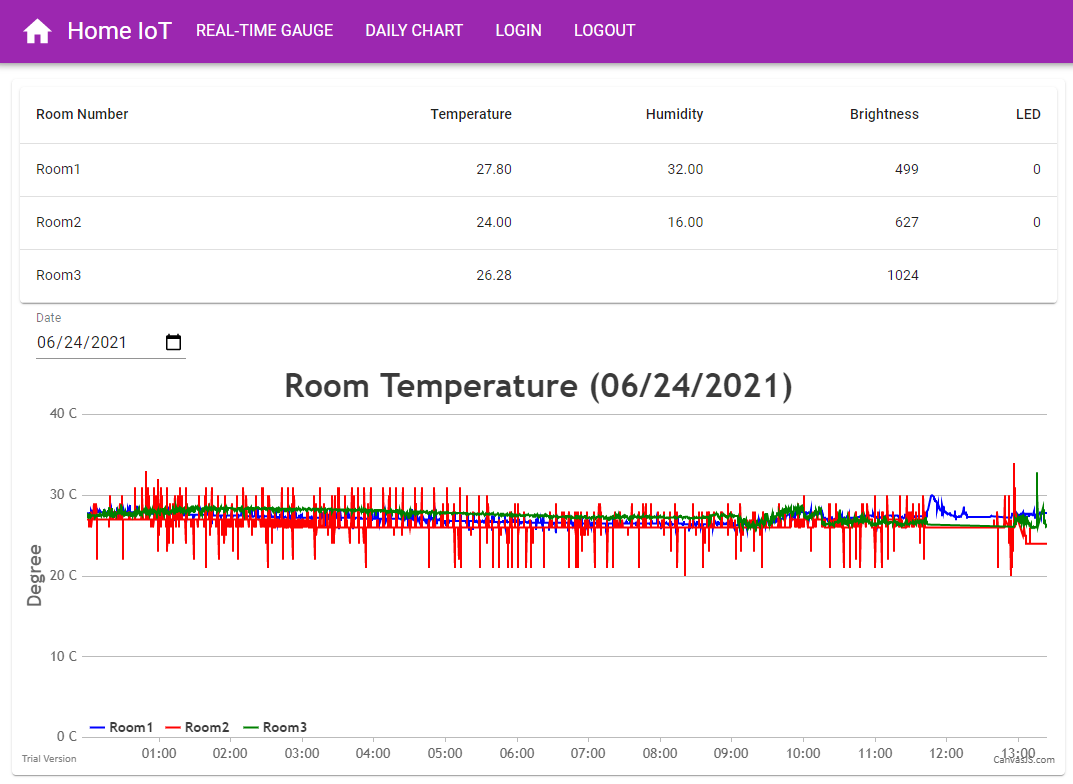 Home IoT REAL-TIME GAUGE DAILY CHART LOGIN LOGOUT
Room Number Temperature Humidity Brightness LED
Room1 27.80 32.00 499 0
Room2 24.00 16.00 627 0
Room3 26.28 1024
Date
06/24/2021
Room Temperature (06/24/2021)
40 C
30 C
20 C
10 C
0 C
Degree
Room1 Room2 Room3
01:00 02:00 03:00 04:00 05:00 06:00 07:00 08:00 09:00 10:00 11:00 12:00 13:00
Trial Version CanvasJS.com